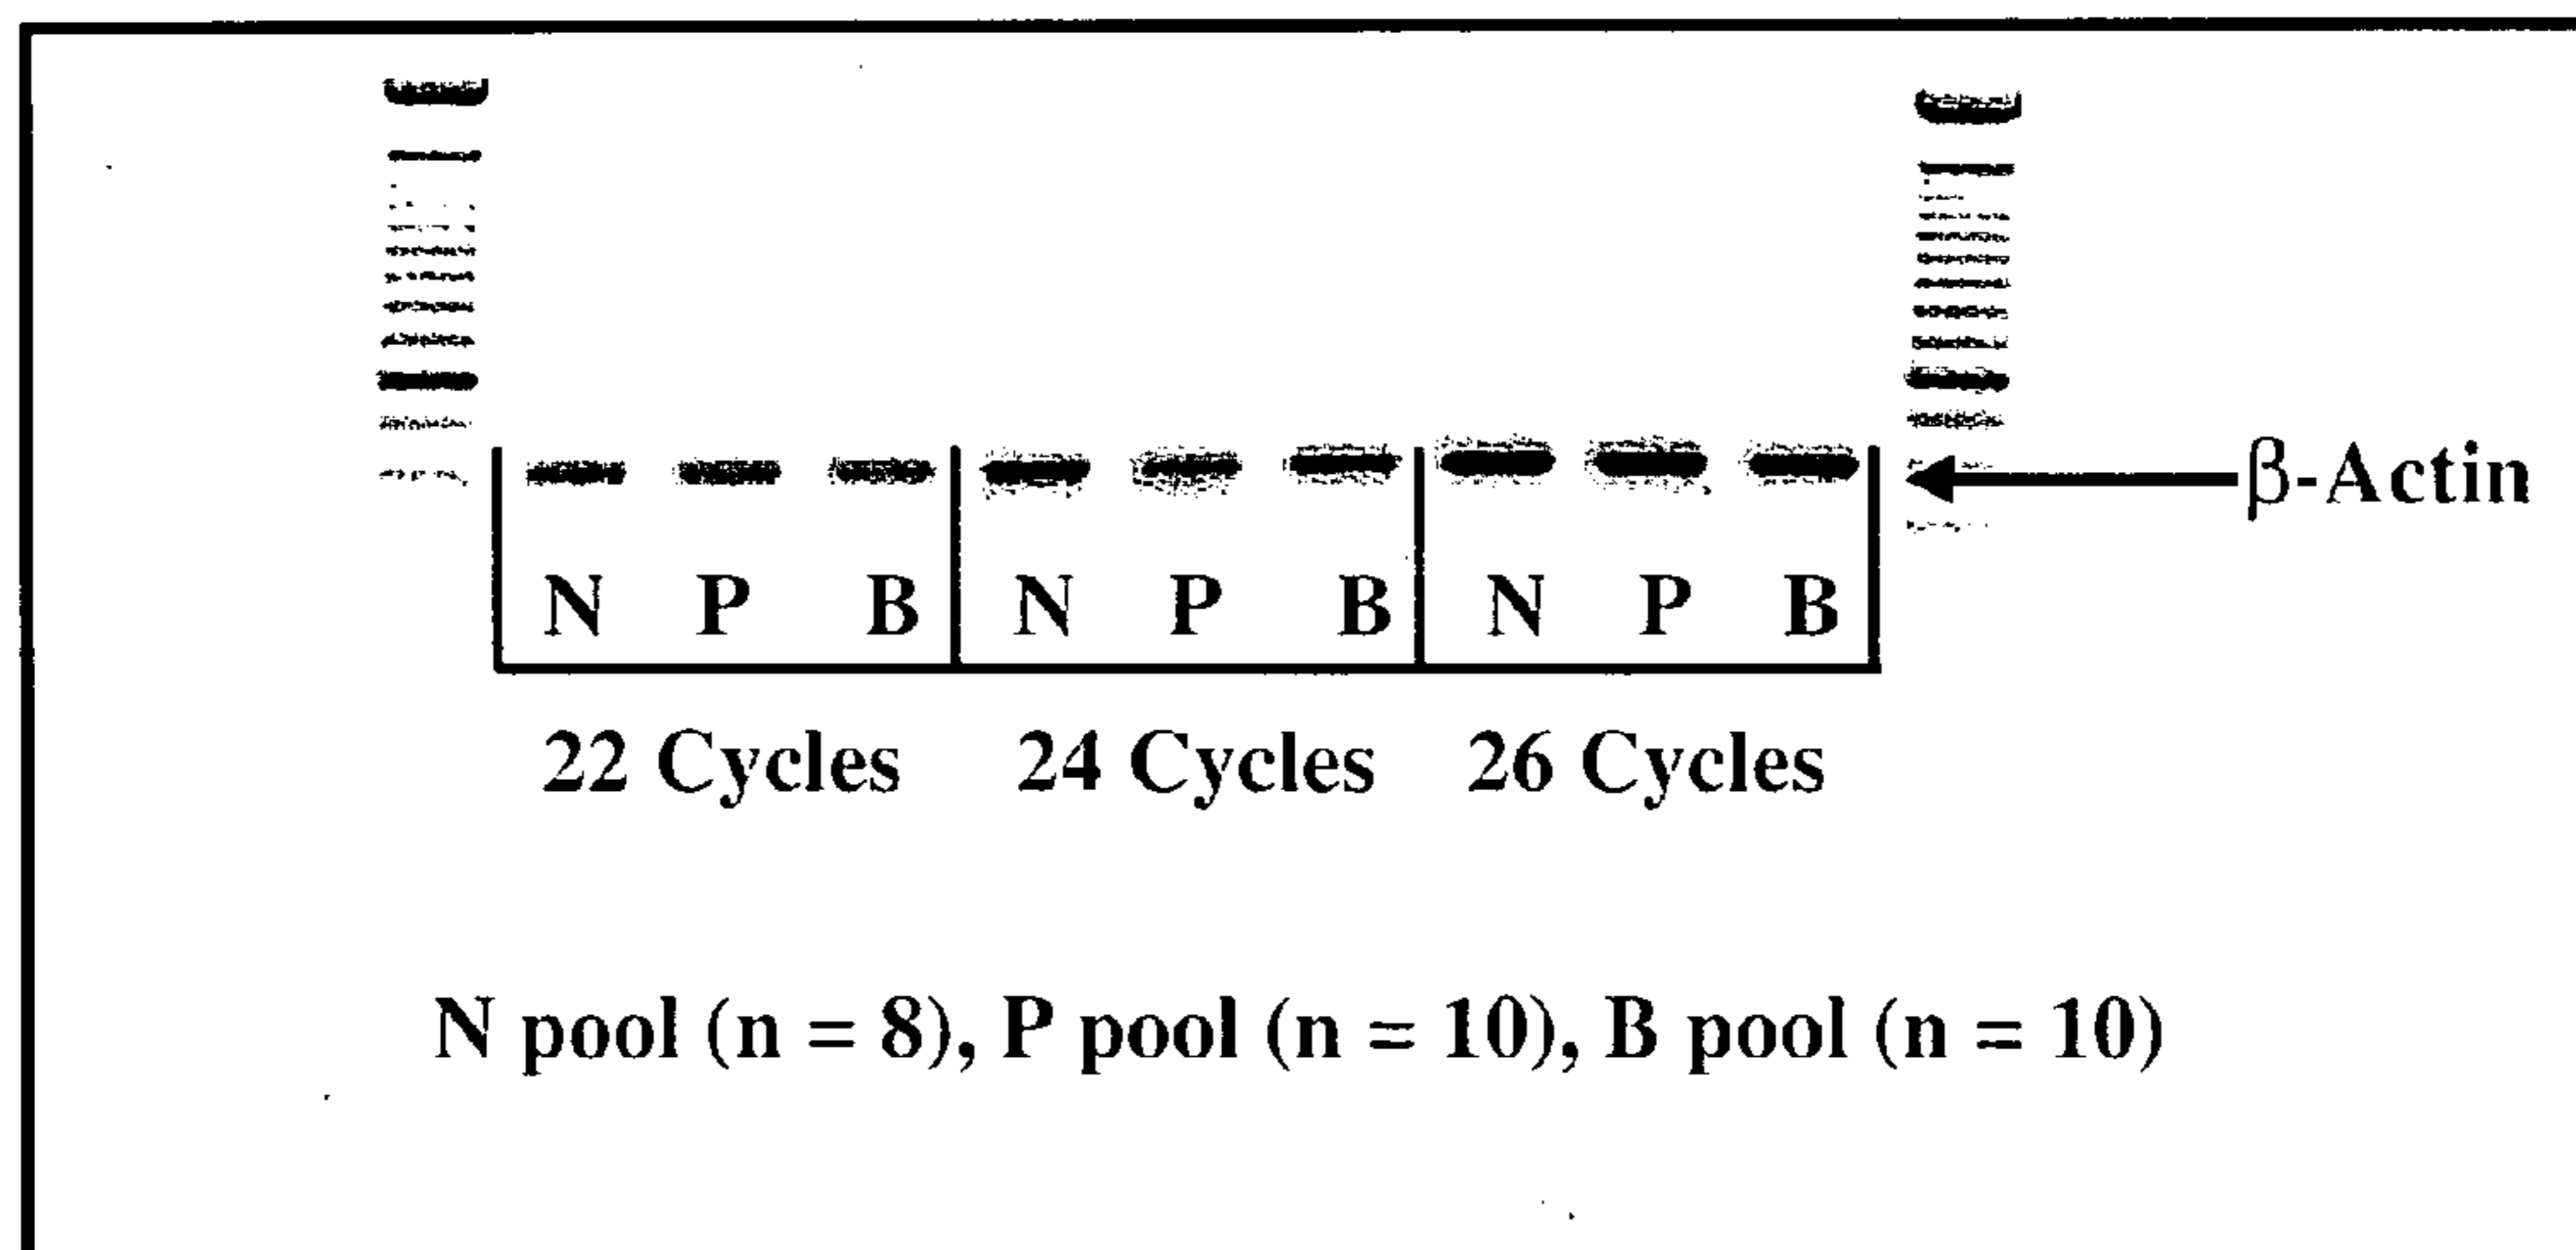 β-Actin
N P B N P B N P B
22 Cycles 24 Cycles 26 Cycles
N pool (n = 8), P pool (n = 10), B pool (n = 10)